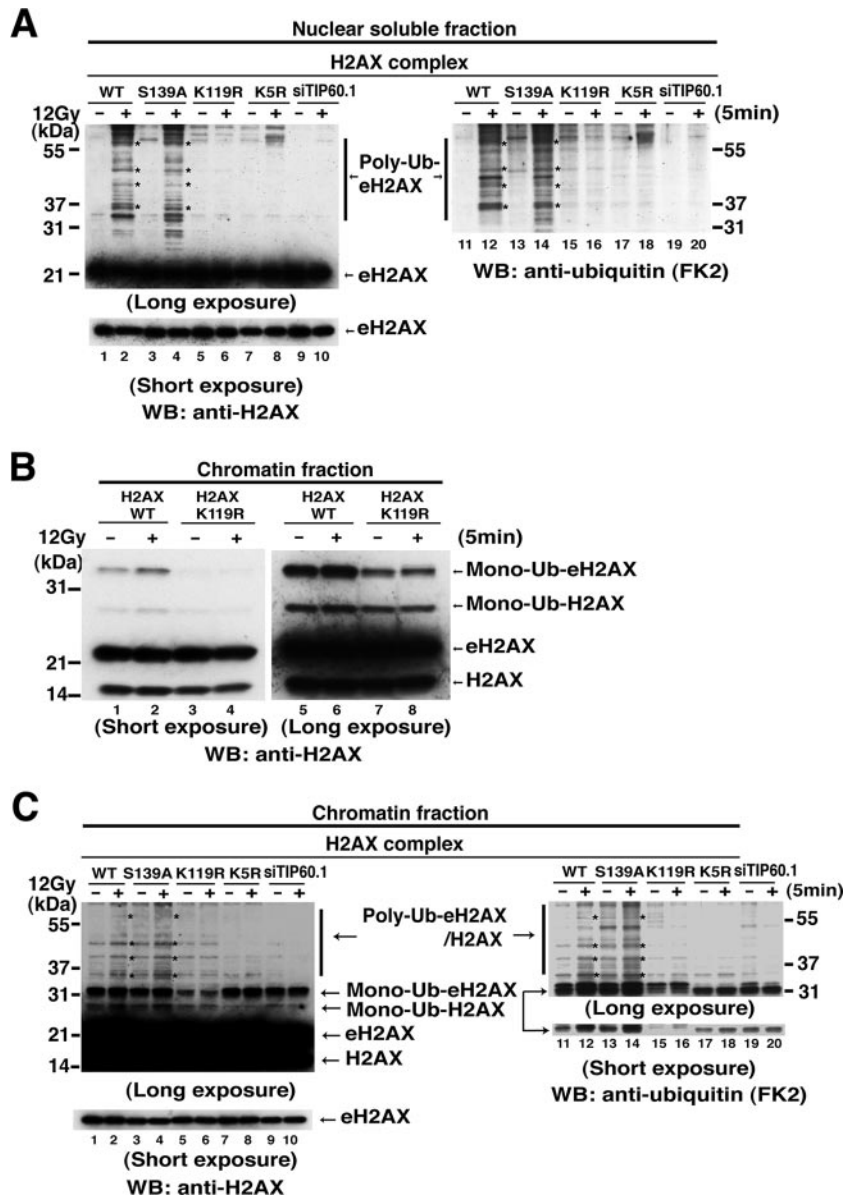 A
Nuclear soluble fraction
H2AX complex
WT S139A K119R K5R siTIP60.1 WT S139A K119R K5R siTIP60.1
12Gy – + – + – + – + – + – + – + – + – + – + (5min)
(kDa)
55
37
31
21
Poly-Ub-
eH2AX
55
37
31
11 12 13 14 15 16 17 18 19 20
WB: anti-ubiquitin (FK2)
←eH2AX
(Long exposure)
←eH2AX
1 2 3 4 5 6 7 8 9 10
(Short exposure)
WB: anti-H2AX
B
Chromatin fraction
H2AX WT H2AX K119R H2AX WT H2AX K119R
12Gy – + – + – + – + (5min)
(kDa)
31
21
14
←Mono-Ub-eH2AX
←Mono-Ub-H2AX
←eH2AX
←H2AX
1 2 3 4 5 6 7 8
(Short exposure) (Long exposure)
WB: anti-H2AX
C
Chromatin fraction
H2AX complex
WT S139A K119R K5R siTIP60.1 WT S139A K119R K5R siTIP60.1
12Gy – + – + – + – + – + – + – + – + – + – + (5min)
(kDa)
55
37
31
21
14
Poly-Ub-eH2AX
/H2AX
←Mono-Ub-eH2AX
←Mono-Ub-H2AX
←eH2AX
←H2AX
(Long exposure)
←eH2AX
1 2 3 4 5 6 7 8 9 10
(Short exposure)
WB: anti-H2AX
55
37
31
(Long exposure)
11 12 13 14 15 16 17 18 19 20
(Short exposure)
WB: anti-ubiquitin (FK2)